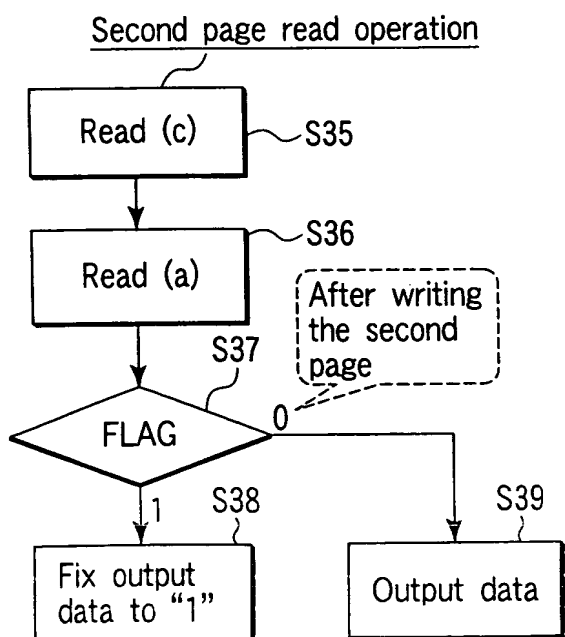 Second page read operation
Read (c)
S35
S36
Read (a)
After writing
the second
page
S37
0
FLAG
1
S38
S39
Fix output
data to “1”
Output data